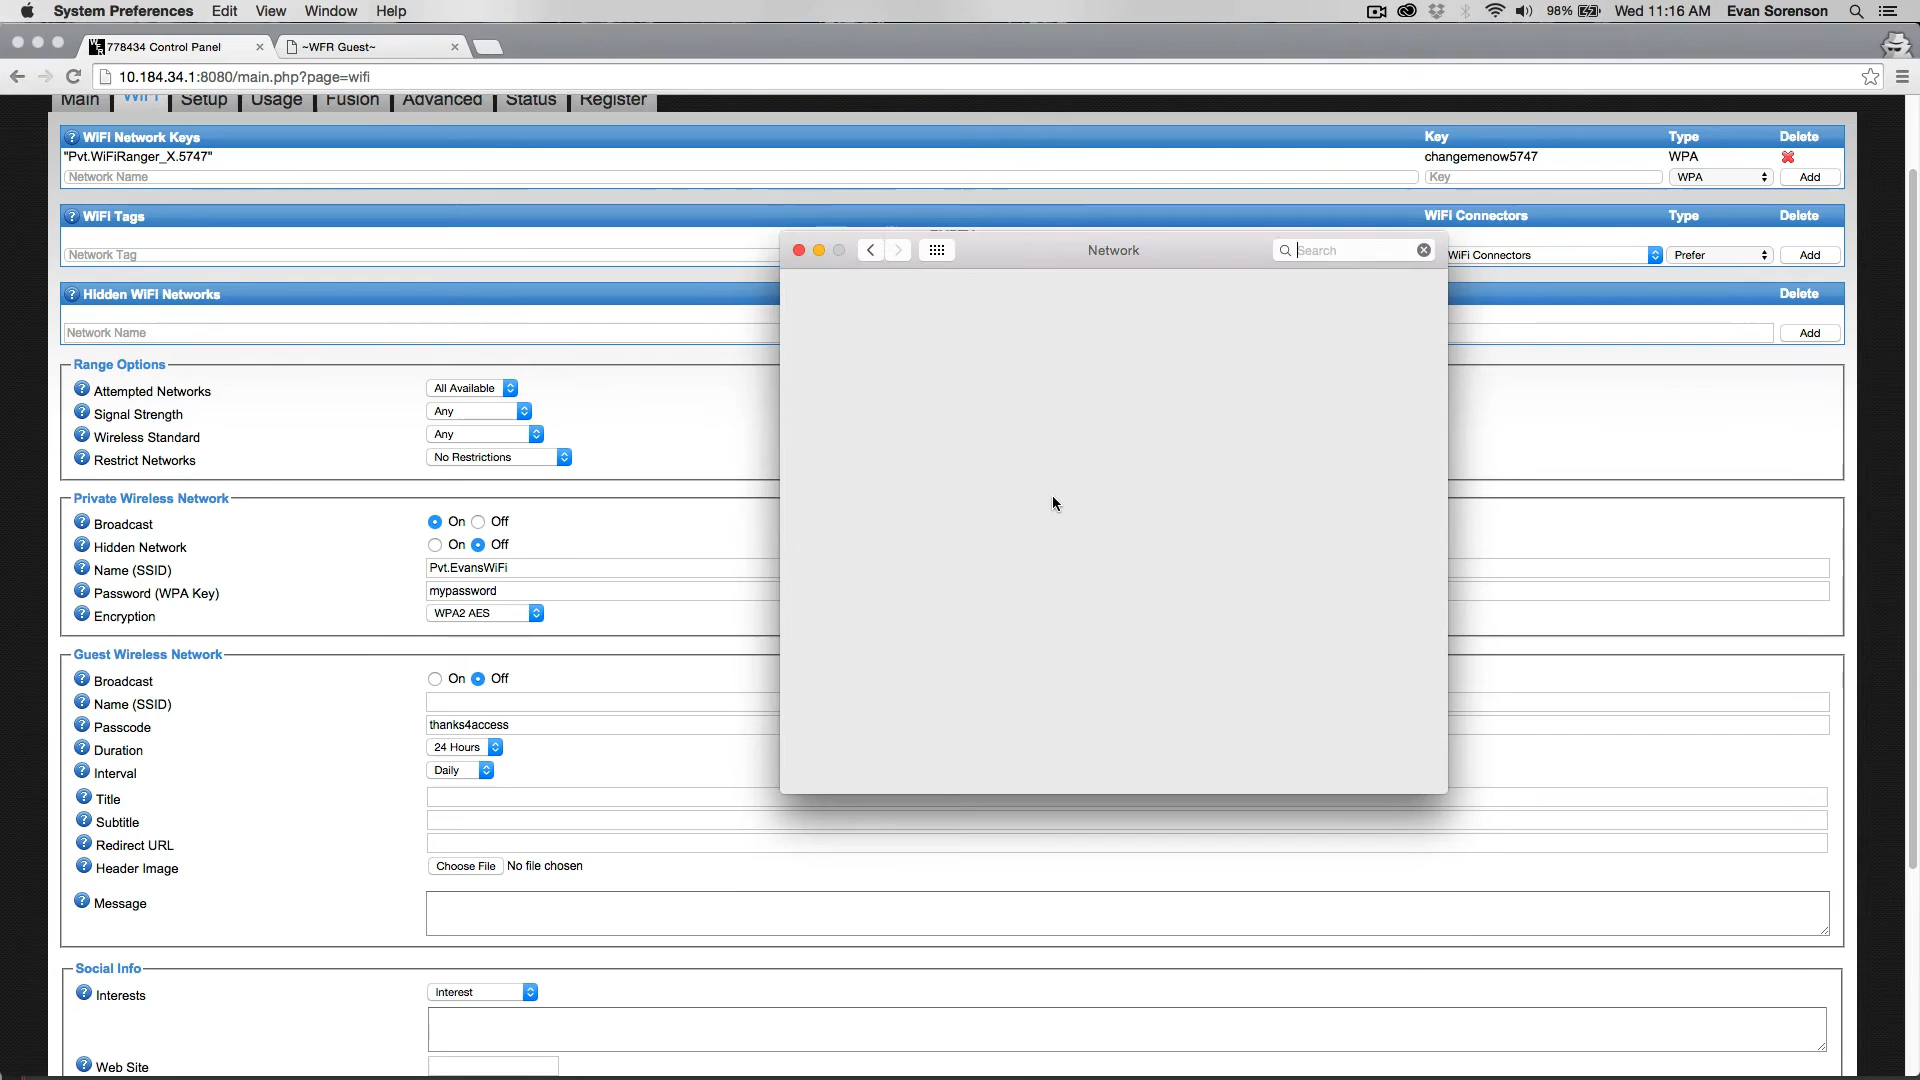 System Preferences Edit View Window Help 98% Wed 11:16 AM Evan Sorenson
778434 Control Panel ~WFR Guest~
10.184.34.1:8080/main.php?page=wifi
Main WiFi Setup Usage Fusion Advanced Status Register
WiFi Network Keys Key Type Delete
"Pvt.WiFiRanger_X.5747" changemenow5747 WPA
Network Name Key WPA Add
WiFi Tags WiFi Connectors Type Delete
Network Tag WiFi Connectors Prefer Add
Network Search
Hidden WiFi Networks Delete
Network Name Add
Range Options
Attempted Networks All Available
Signal Strength Any
Wireless Standard Any
Restrict Networks No Restrictions
Private Wireless Network
Broadcast On Off
Hidden Network On Off
Name (SSID) Pvt.EvansWiFi
Password (WPA Key) mypassword
Encryption WPA2 AES
Guest Wireless Network
Broadcast On Off
Name (SSID)
Passcode thanks4access
Duration 24 Hours
Interval Daily
Title
Subtitle
Redirect URL
Header Image Choose File No file chosen
Message
Social Info
Interests Interest
Web Site